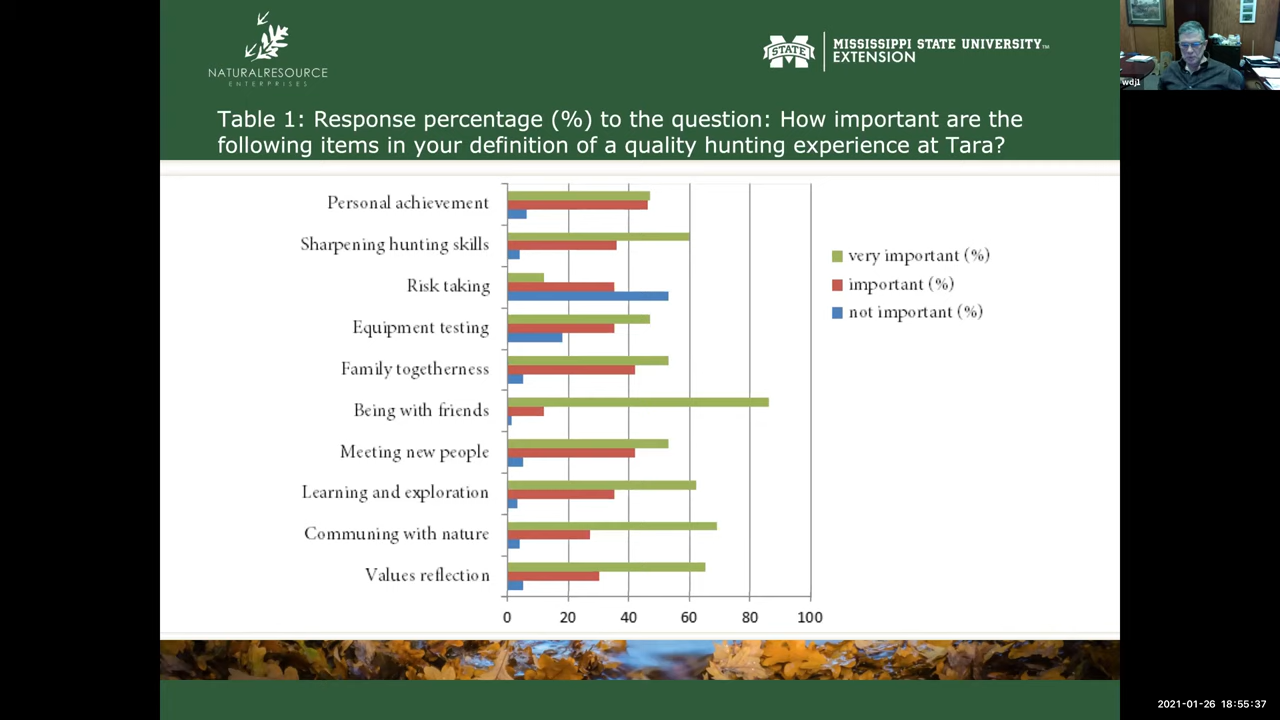 NATURALRESOURCE
ENTERPRISES
STATE
MISSISSIPPI STATE UNIVERSITY™
EXTENSION
wdj1
Table 1: Response percentage (%) to the question: How important are the
following items in your definition of a quality hunting experience at Tara?
Personal achievement
Sharpening hunting skills
Risk taking
Equipment testing
Family togetherness
Being with friends
Meeting new people
Learning and exploration
Communing with nature
Values reflection
0 20 40 60 80 100
very important (%)
important (%)
not important (%)
2021-01-26 18:55:37